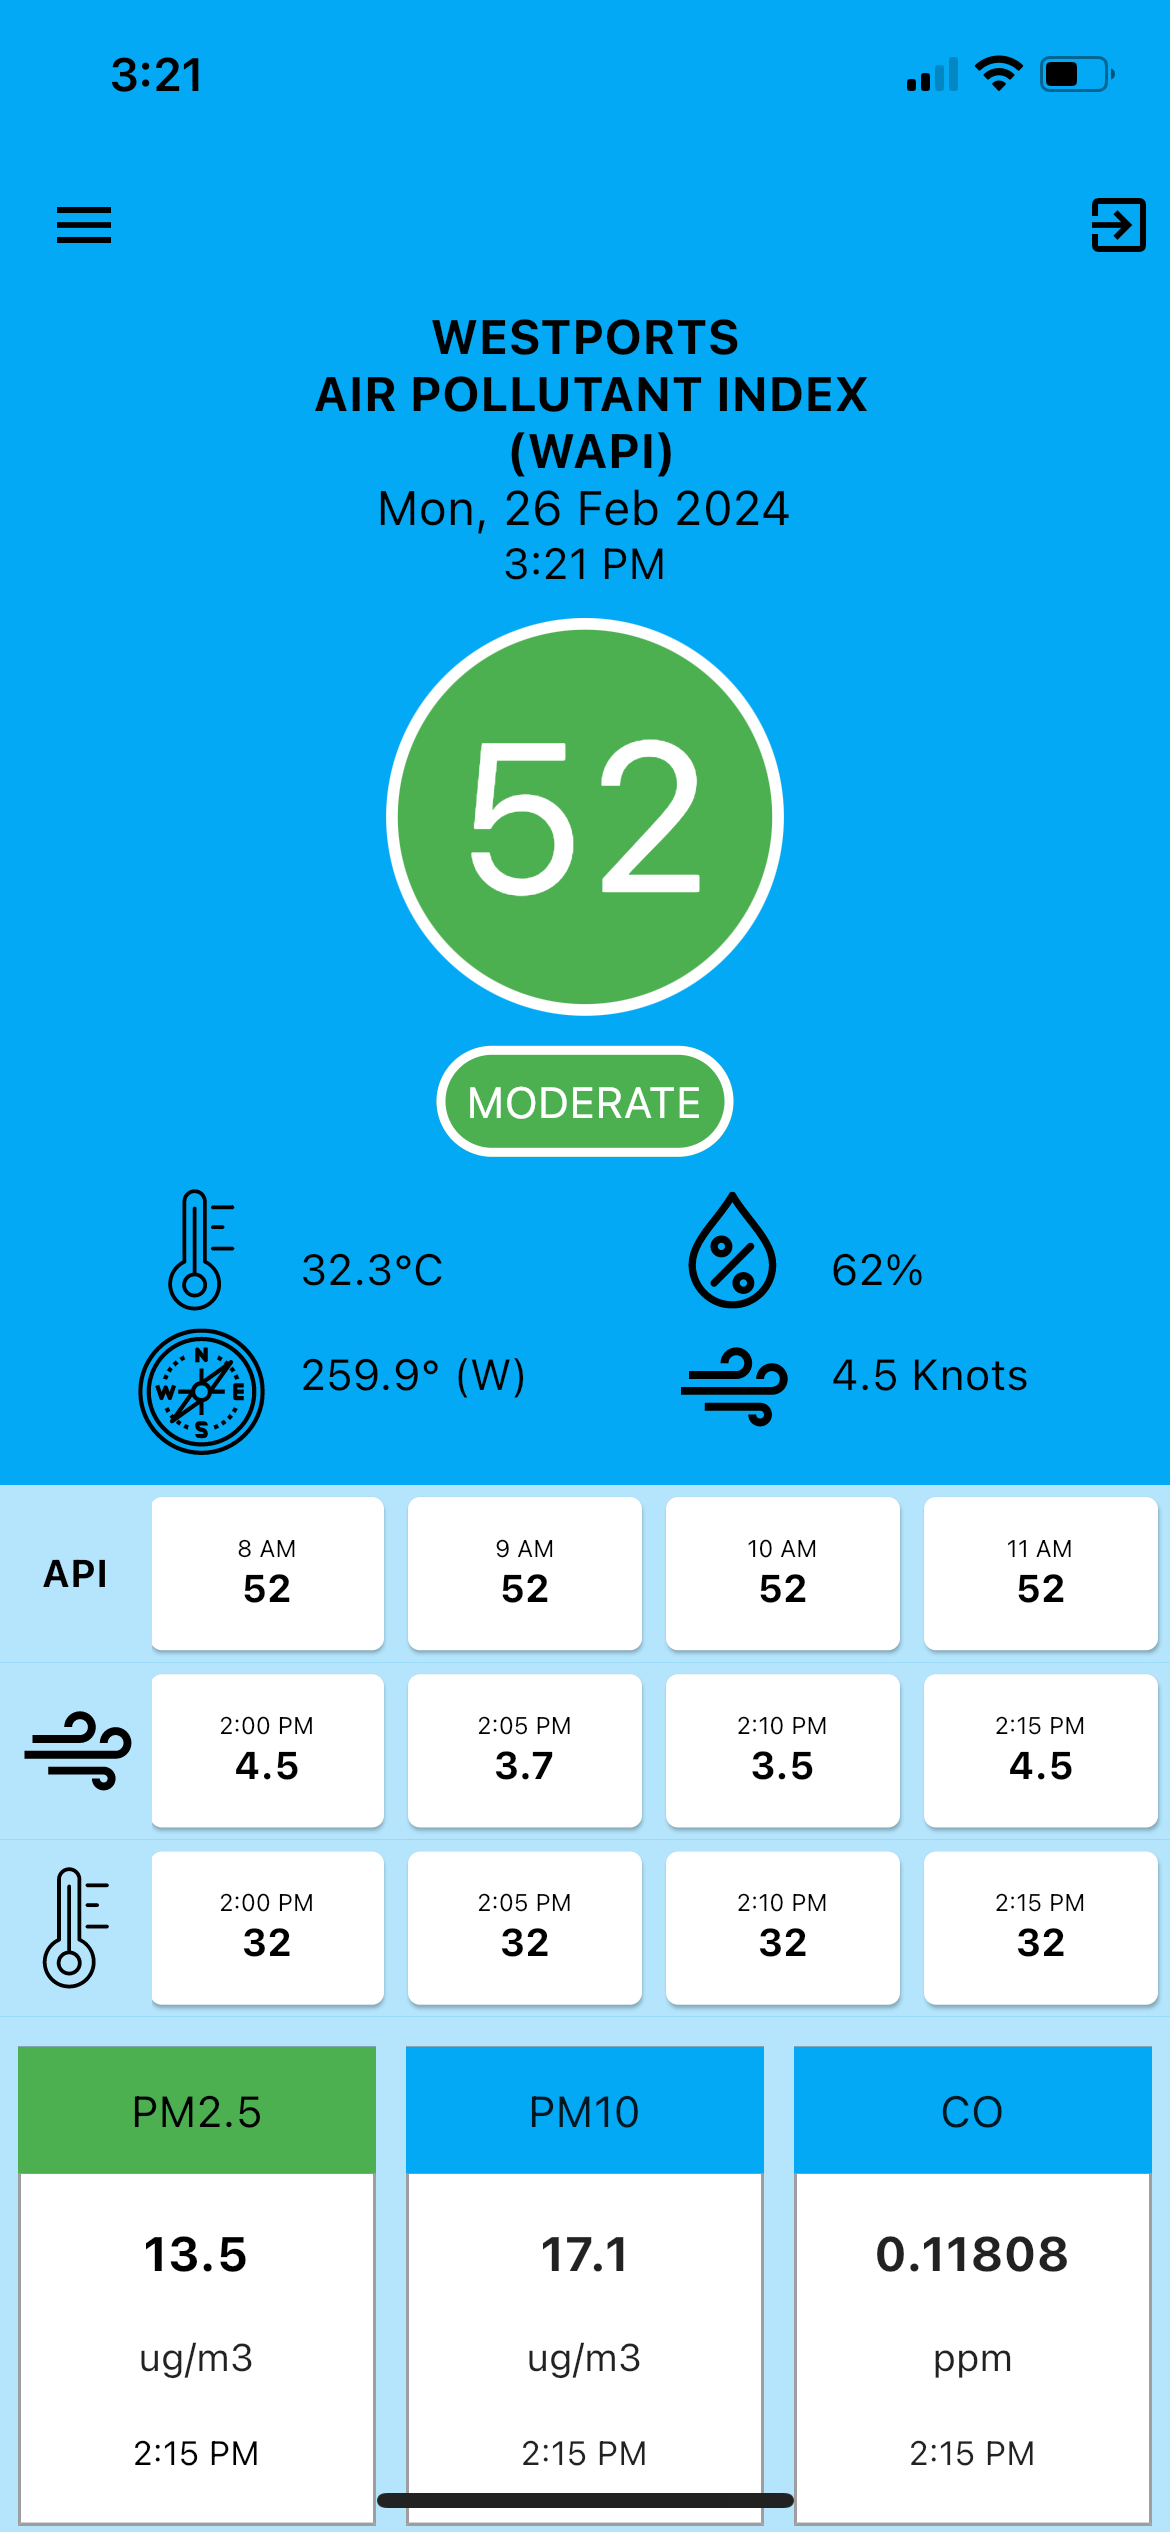 3:21
WESTPORTS
AIR POLLUTANT INDEX
(WAPI)
Mon, 26 Feb 2024
3:21 PM
52
MODERATE
32.3°C
62%
N
W E
S
259.9° (W)
4.5 Knots
API
8 AM
52
9 AM
52
10 AM
52
11 AM
52
2:00 PM
4.5
2:05 PM
3.7
2:10 PM
3.5
2:15 PM
4.5
2:00 PM
32
2:05 PM
32
2:10 PM
32
2:15 PM
32
PM2.5
13.5
ug/m3
2:15 PM
PM10
17.1
ug/m3
2:15 PM
CO
0.11808
ppm
2:15 PM